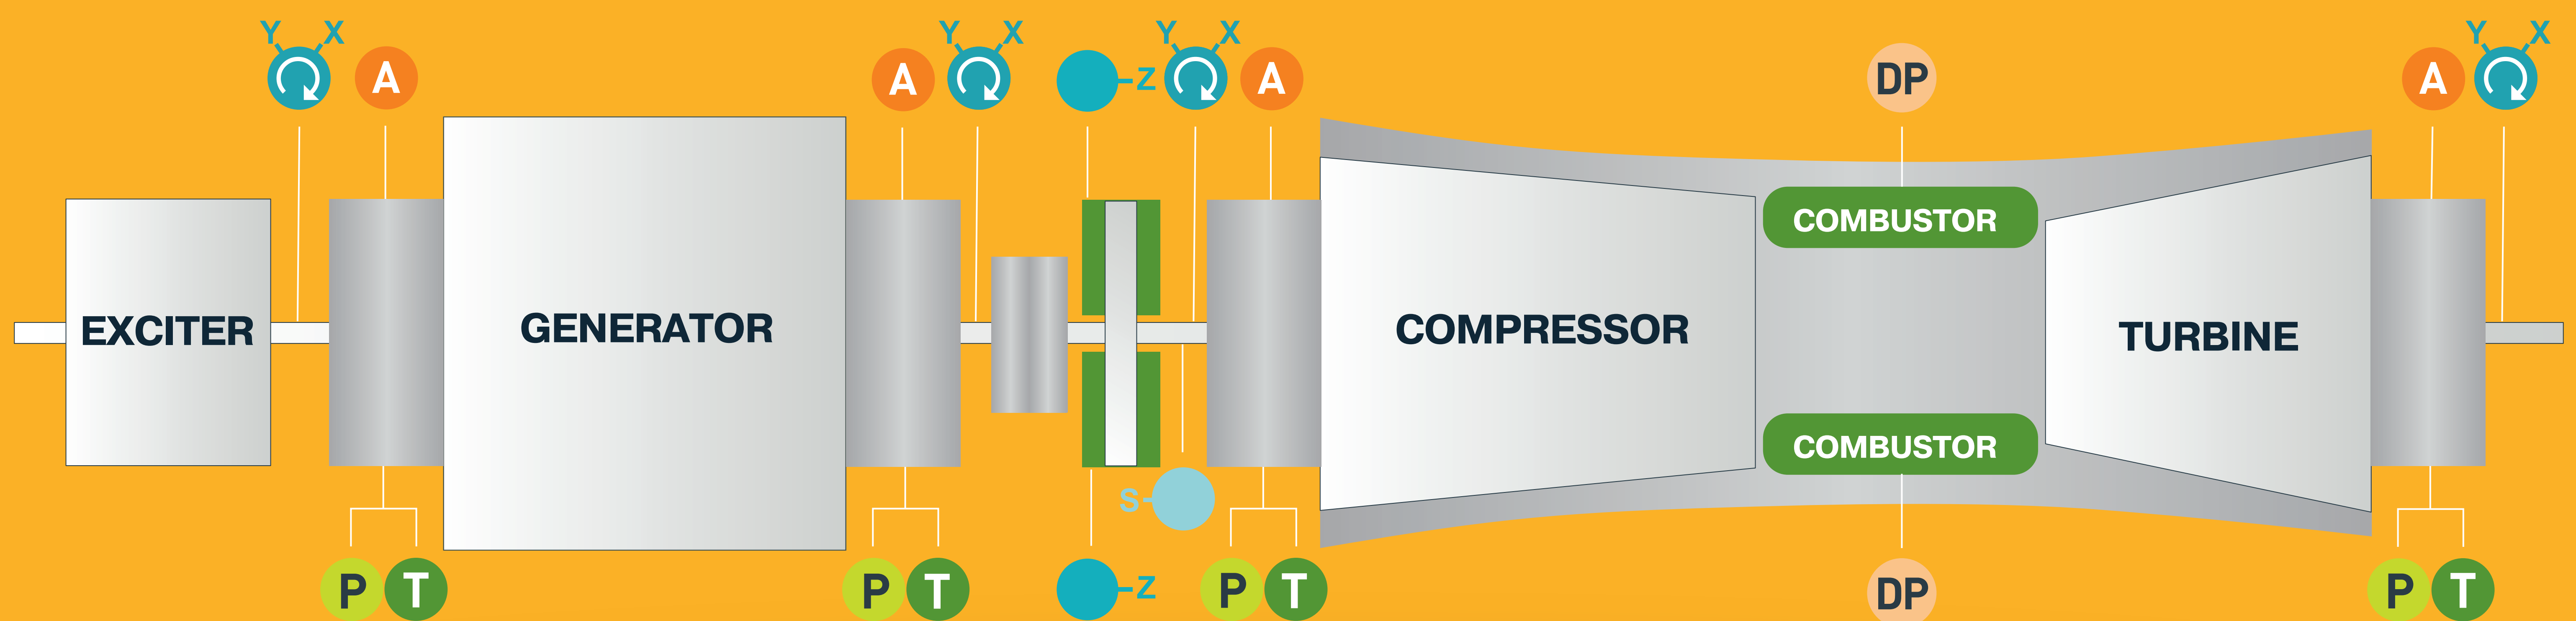 Y X A A Y X Z Y X A DP A Y X
COMBUSTOR
EXCITER GENERATOR COMPRESSOR TURBINE
COMBUSTOR
S
P T P T Z P T DP P T